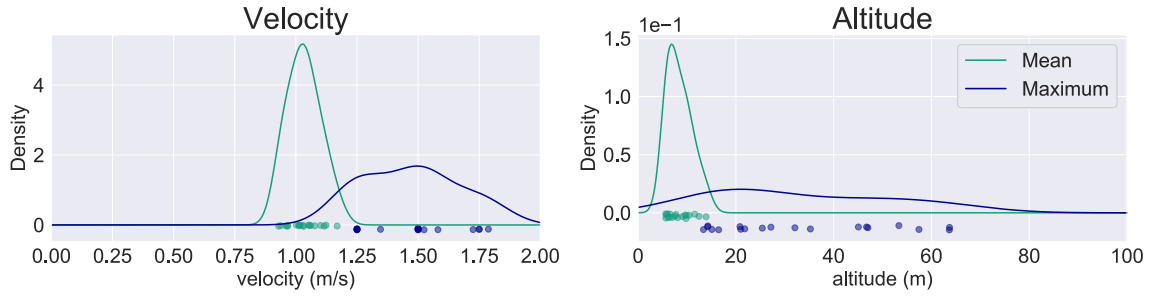 Velocity
Density
4
2
0
0.00 0.25 0.50 0.75 1.00 1.25 1.50 1.75 2.00
velocity (m/s)
Altitude
1e−1
Density
1.5
1.0
0.5
0.0
0 20 40 60 80 100
altitude (m)
Mean
Maximum